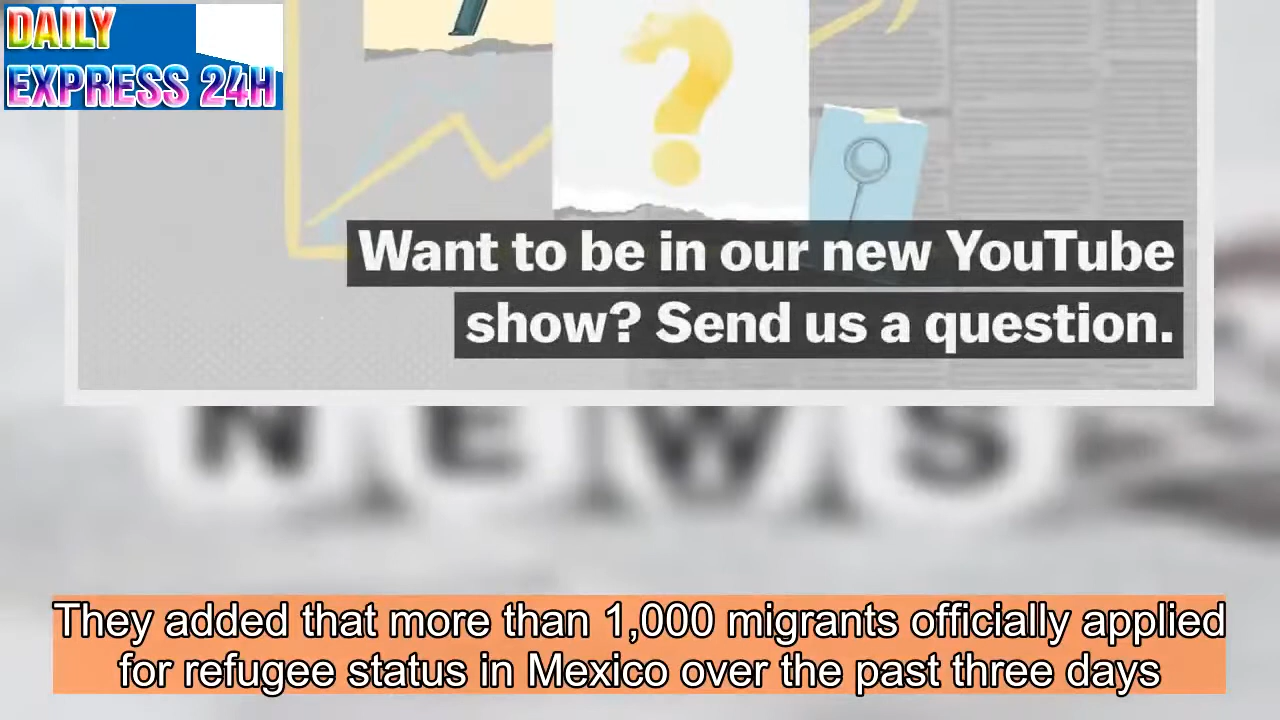 DAILY
EXPRESS 24H
Want to be in our new YouTube
show? Send us a question.
NEWS
They added that more than 1,000 migrants officially applied
for refugee status in Mexico over the past three days